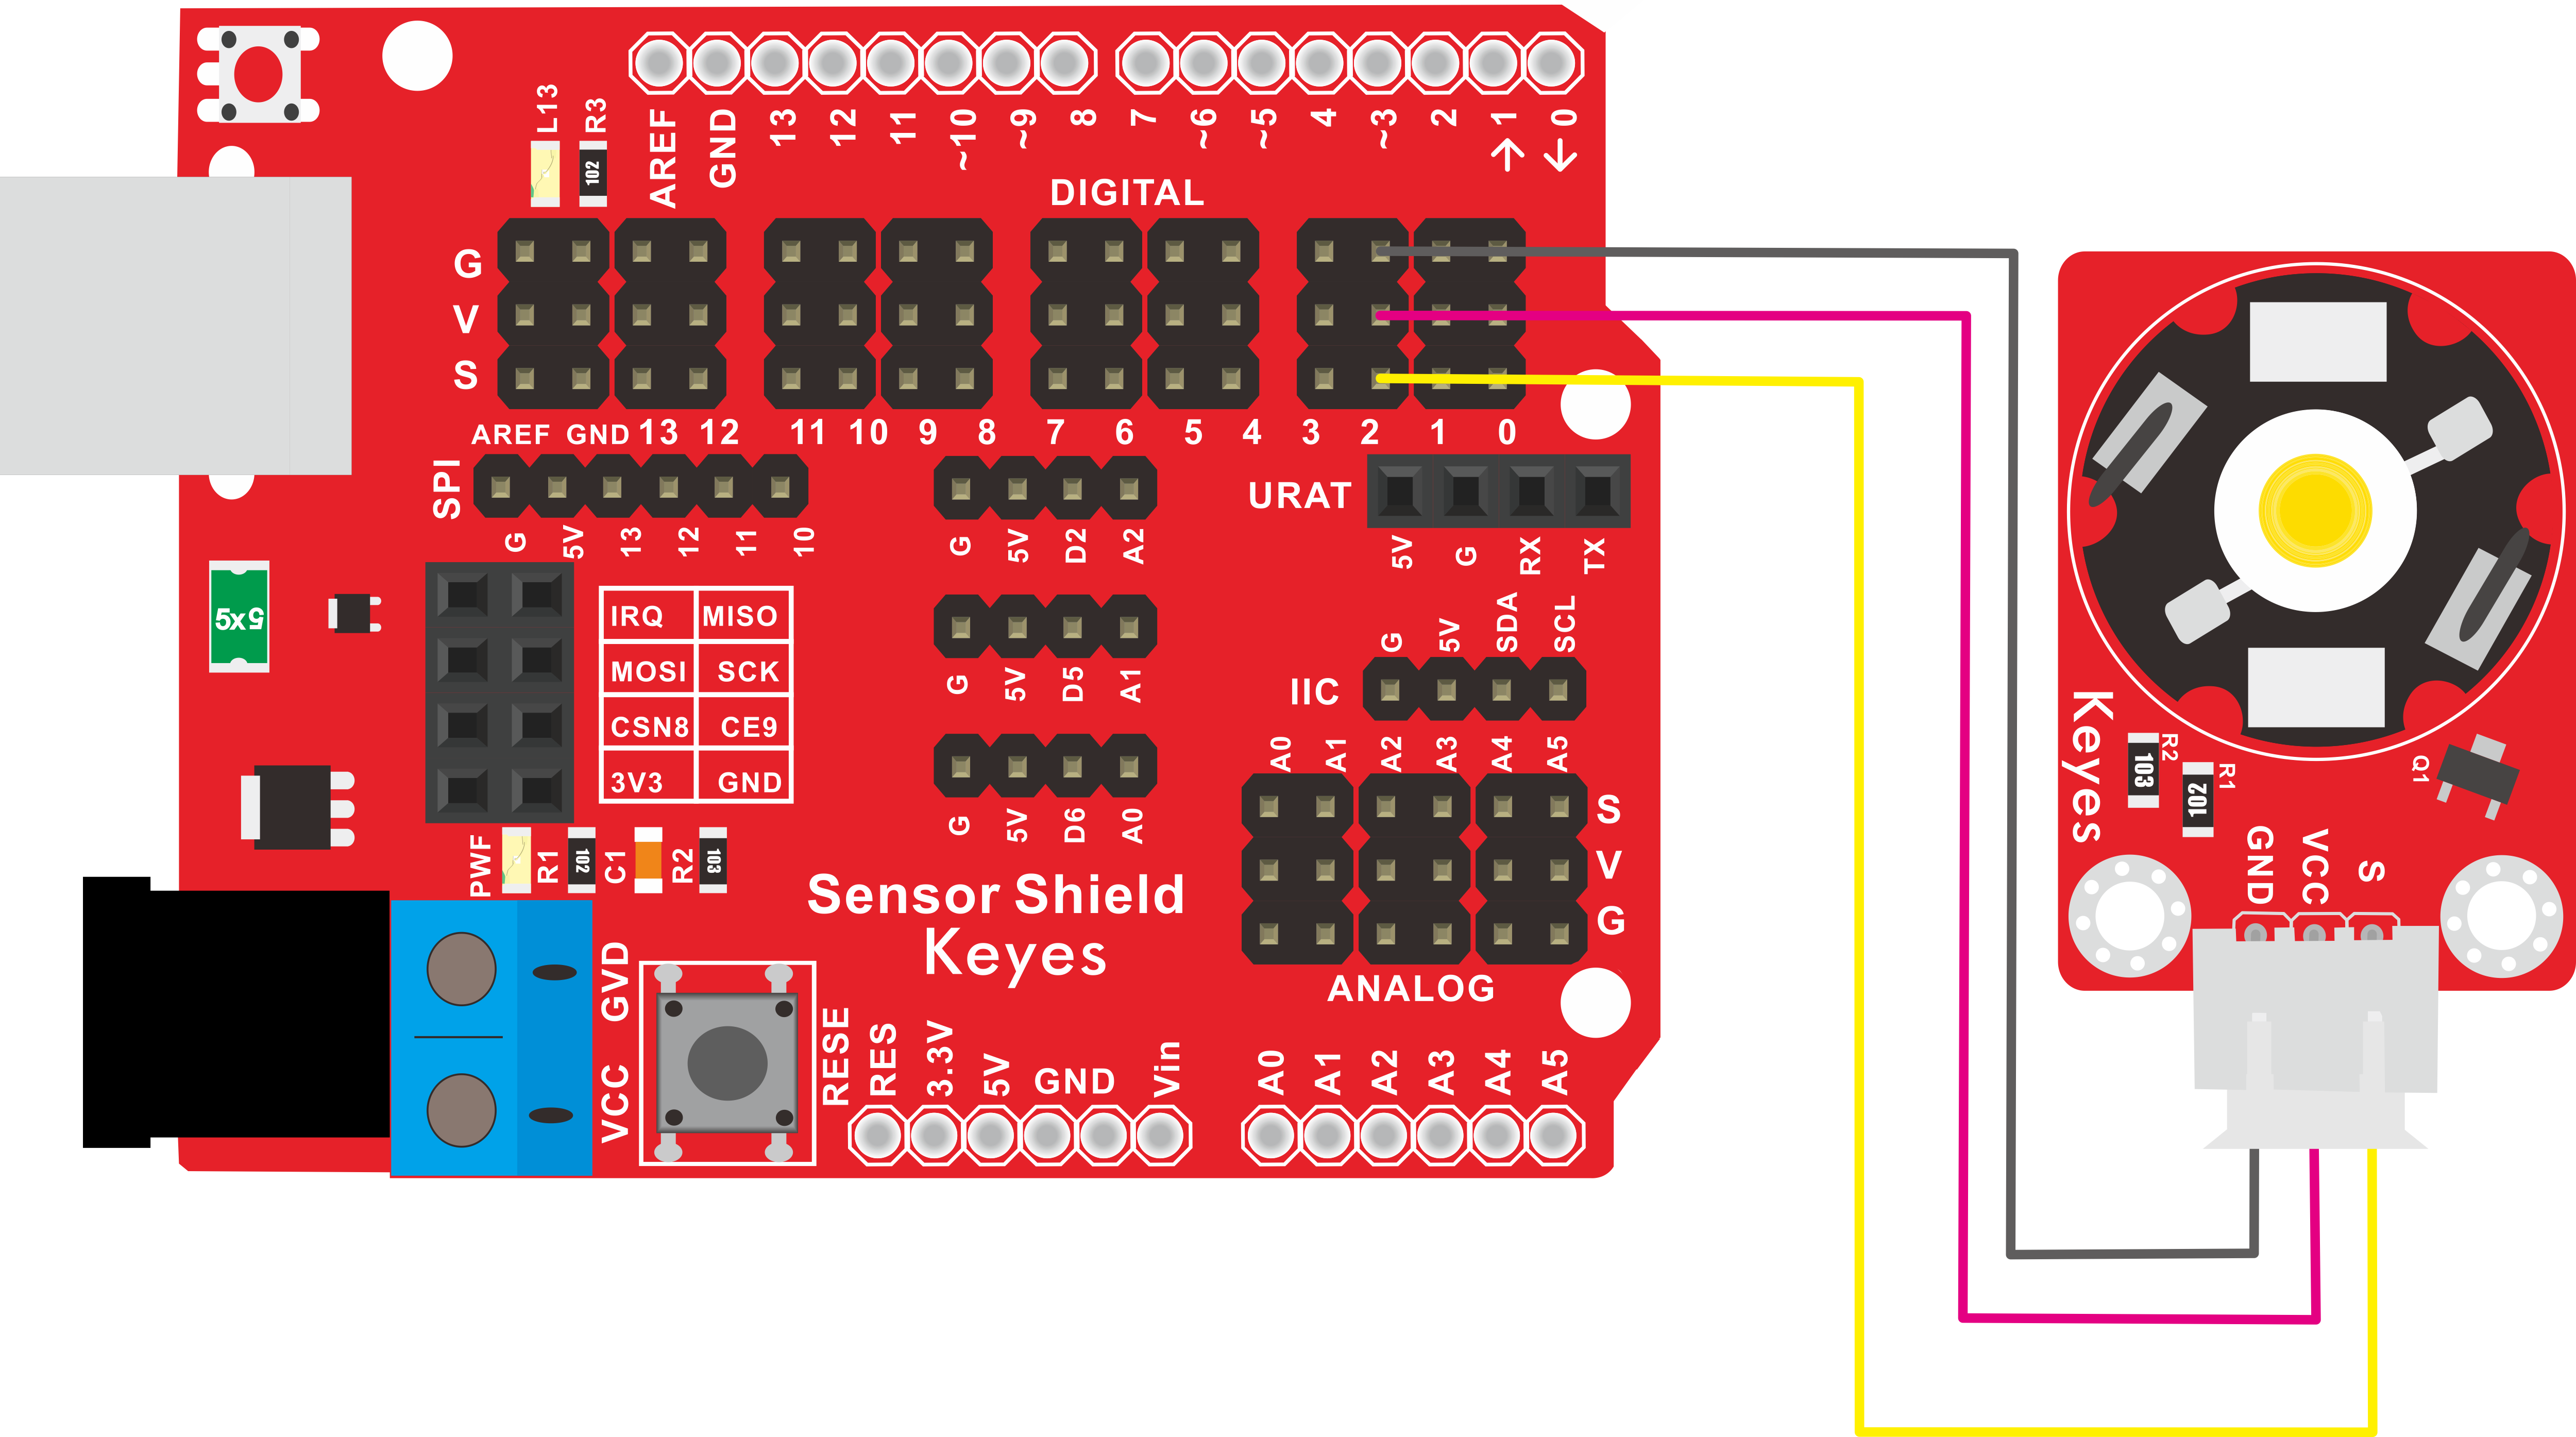 L13 R3
AREF GND 13 12 11 ~10 ~9 8 7 ~6 ~5 4 ~3 2 1 0
DIGITAL
G
V
S
AREF GND 13 12 11 10 9 8 7 6 5 4 3 2 1 0
SPI
G 5V 13 12 11 10
G 5V D2 A2
URAT
5V G RX TX
5x5
IRQ MISO
MOSI SCK
CSN8 CE9
3V3 GND
G 5V D5 A1
G 5V SDA SCL
IIC
A0 A1 A2 A3 A4 A5
G 5V D6 A0
S
V
G
ANALOG
PWF R1 C1 R2
102
102
103
Sensor Shield
Keyes
GVD
VCC
RESE
RES 3.3V 5V GND Vin
A0 A1 A2 A3 A4 A5
Keyes
R2
103
R1
102
Q1
GND VCC S